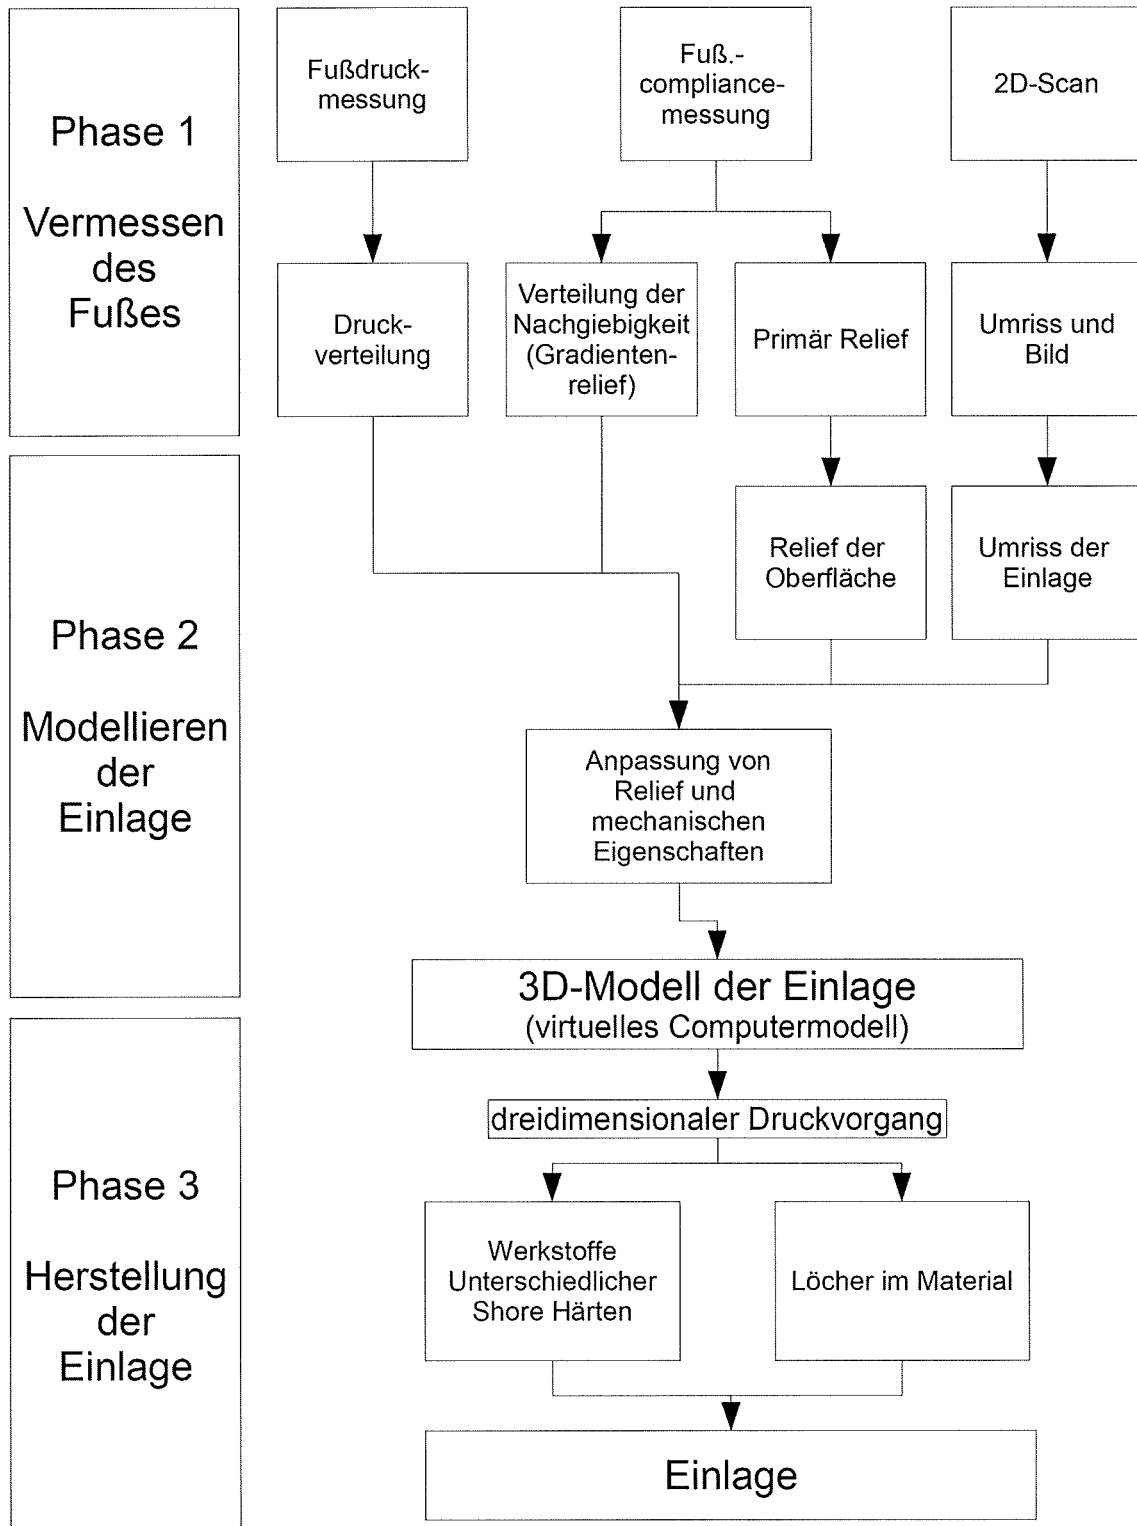 Phase 1
Vermessen
des
Fußes
Fußdruck-
messung
Fuß.-
compliance-
messung
2D-Scan
Druck-
verteilung
Verteilung der
Nachgiebigkeit
(Gradienten-
relief)
Primär Relief
Umriss und
Bild
Phase 2
Modellieren
der
Einlage
Relief der
Oberfläche
Umriss der
Einlage
Anpassung von
Relief und
mechanischen
Eigenschaften
3D-Modell der Einlage
(virtuelles Computermodell)
Phase 3
Herstellung
der
Einlage
dreidimensionaler Druckvorgang
Werkstoffe
Unterschiedlicher
Shore Härten
Löcher im Material
Einlage